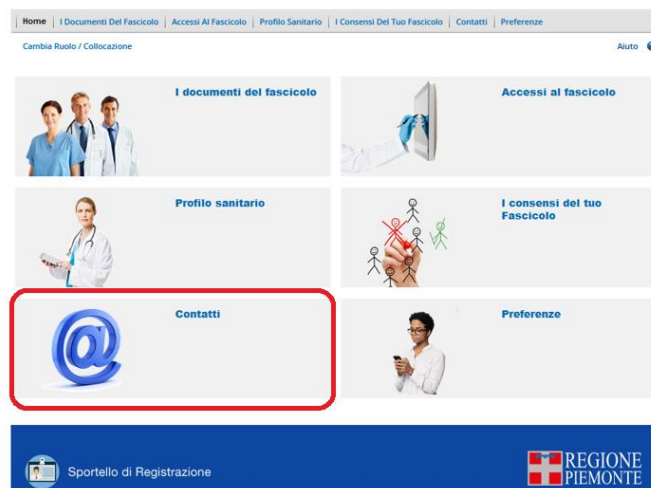 Home | I Documenti Del Fascicolo | Accessi Al Fascicolo | Profilo Sanitario | I Consensi Del Tuo Fascicolo | Contatti | Preferenze
Cambia Ruolo / Collocazione Aiuto
I documenti del fascicolo
Accessi al fascicolo
Profilo sanitario
I consensi del tuo
Fascicolo
Contatti
Preferenze
Sportello di Registrazione
REGIONE
PIEMONTE